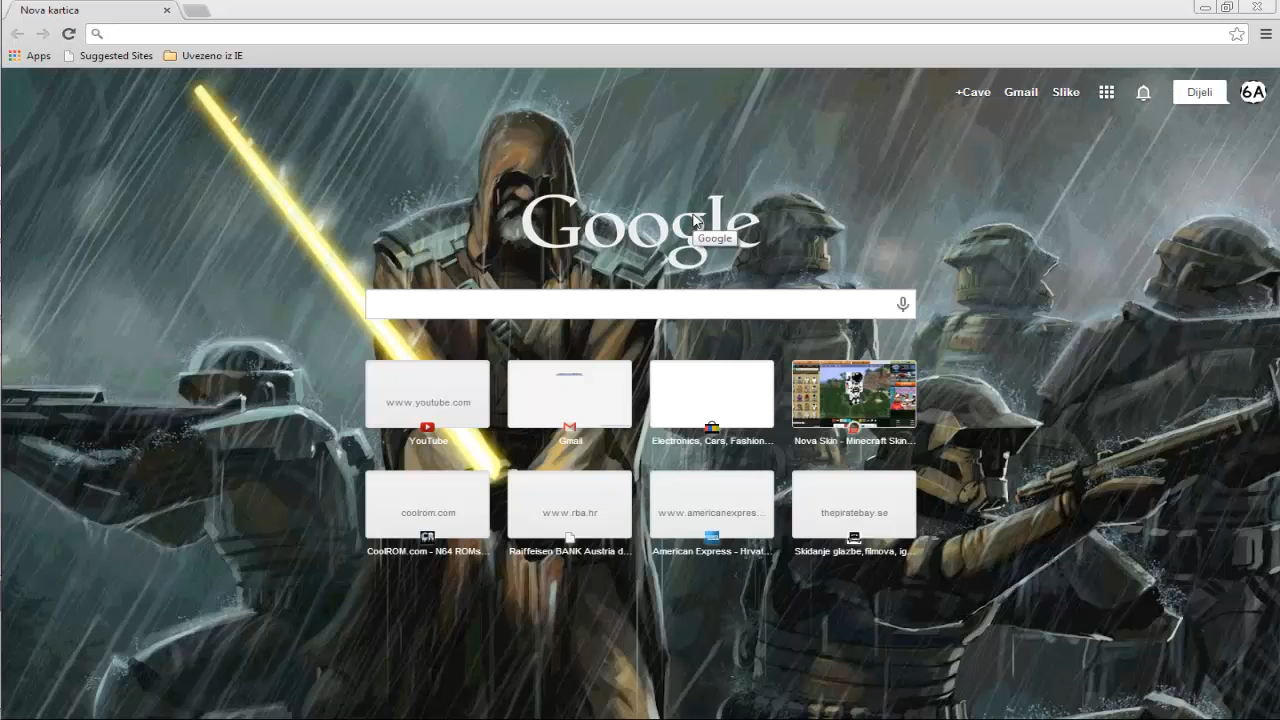 Nova kartica
Apps Suggested Sites Uvezeno iz IE
+Cave Gmail Slike Dijeli 6A
Google
Google
www.youtube.com
YouTube Gmail Electronics, Cars, Fashion... Nova Skin - Minecraft Skin...
coolrom.com www.rba.hr www.americanexpres... thepiratebay.se
CR
CoolROM.com - N64 ROMs... Raiffeisen BANK Austria d... American Express - Hrvat... Skidanje glazbe,filmova, ig...